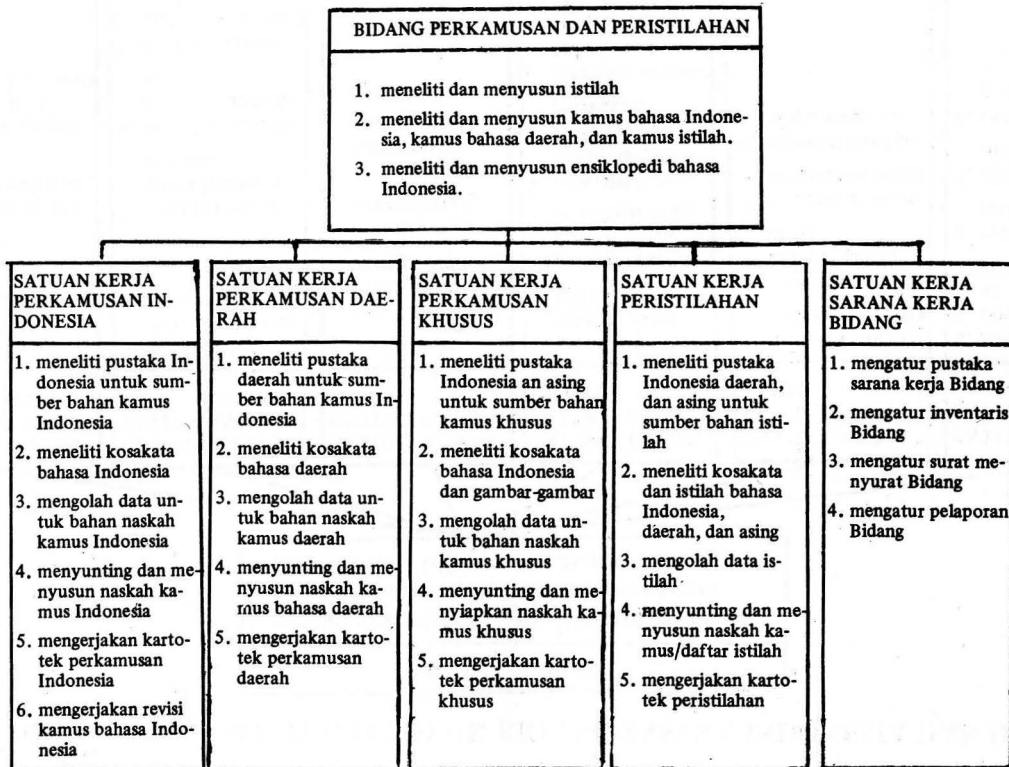 BIDANG PERKAMUSAN DAN PERISTILAHAN
1. meneliti dan menyusun istilah
2. meneliti dan menyusun kamus bahasa Indone-
sia, kamus bahasa daerah, dan kamus istilah.
3. meneliti dan menyusun ensiklopedi bahasa
Indonesia.
SATUAN KERJA
PERKAMUSAN IN-
DONESIA
1. meneliti pustaka In-
donesia untuk sum-
ber bahan kamus
Indonesia
2. meneliti kosakata
bahasa Indonesia
3. mengolah data un-
tuk bahan naskah
kamus Indonesia
4. menyunting dan me-
nyusun naskah ka-
mus Indonesia
5. mengerjakan karto-
tek perkamusan
Indonesia
6. mengerjakan revisi
kamus bahasa Indo-
nesia
SATUAN KERJA
PERKAMUSAN DAE-
RAH
1. meneliti pustaka
daerah untuk sum-
ber bahan kamus In-
donesia
2. meneliti kosakata
bahasa daerah
3. mengolah data un-
tuk bahan naskah
kamus daerah
4. menyunting dan me-
nyusun naskah ka-
mus bahasa daerah
5. mengerjakan karto-
tek perkamusan
daerah
SATUAN KERJA
PERKAMUSAN
KHUSUS
1. meneliti pustaka
Indonesia an asing
untuk sumber bahan
kamus khusus
2. meneliti kosakata
bahasa Indonesia
dan gambar-gambar
3. mengolah data un-
tuk bahan naskah
kamus khusus
4. menyunting dan me-
nyiapkan naskah ka-
mus khusus
5. mengerjakan karto-
tek perkamusan
khusus
SATUAN KERJA
PERISTILAHAN
1. meneliti pustaka
Indonesia daerah,
dan asing untuk
sumber bahan isti-
lah
2. meneliti kosakata
dan istilah bahasa
Indonesia,
daerah, dan asing
3. mengolah data is-
tilah
4. menyunting dan me-
nyusun naskah ka-
mus/daftar istilah
5. mengerjakan karto-
tek peristilahan
SATUAN KERJA
SARANA KERJA
BIDANG
1. mengatur pustaka
sarana kerja Bidang
2. mengatur inventaris
Bidang
3. mengatur surat me-
nyurat Bidang
4. mengatur pelaporan
Bidang